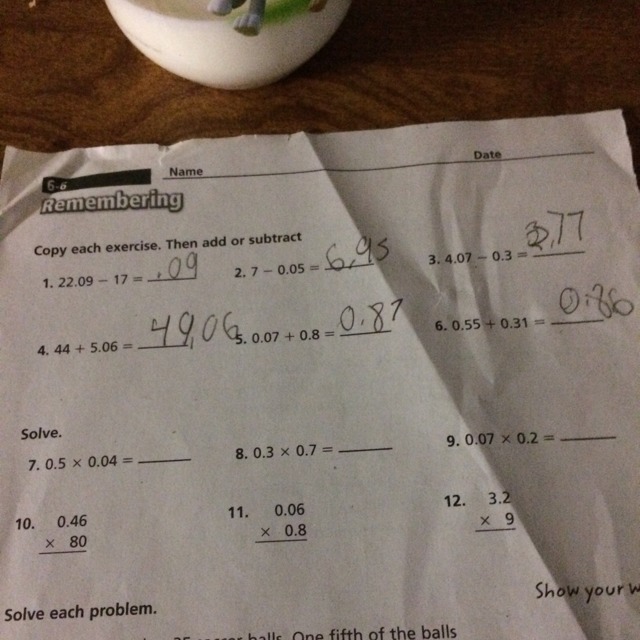 Name Date
6-6
Remembering
Copy each exercise. Then add or subtract
1. 22.09 − 17 = .09 2. 7 − 0.05 = 6.95 3. 4.07 − 0.3 = 3.77
4. 44 + 5.06 = 49,06 5. 0.07 + 0.8 = 0.87 6. 0.55 + 0.31 = 0.86
Solve.
7. 0.5 × 0.04 = 8. 0.3 × 0.7 = 9. 0.07 × 0.2 =
10. 0.46 11. 0.06 12. 3.2
× 80 × 0.8 × 9
Show your
Solve each problem.
balls. One fifth of the balls